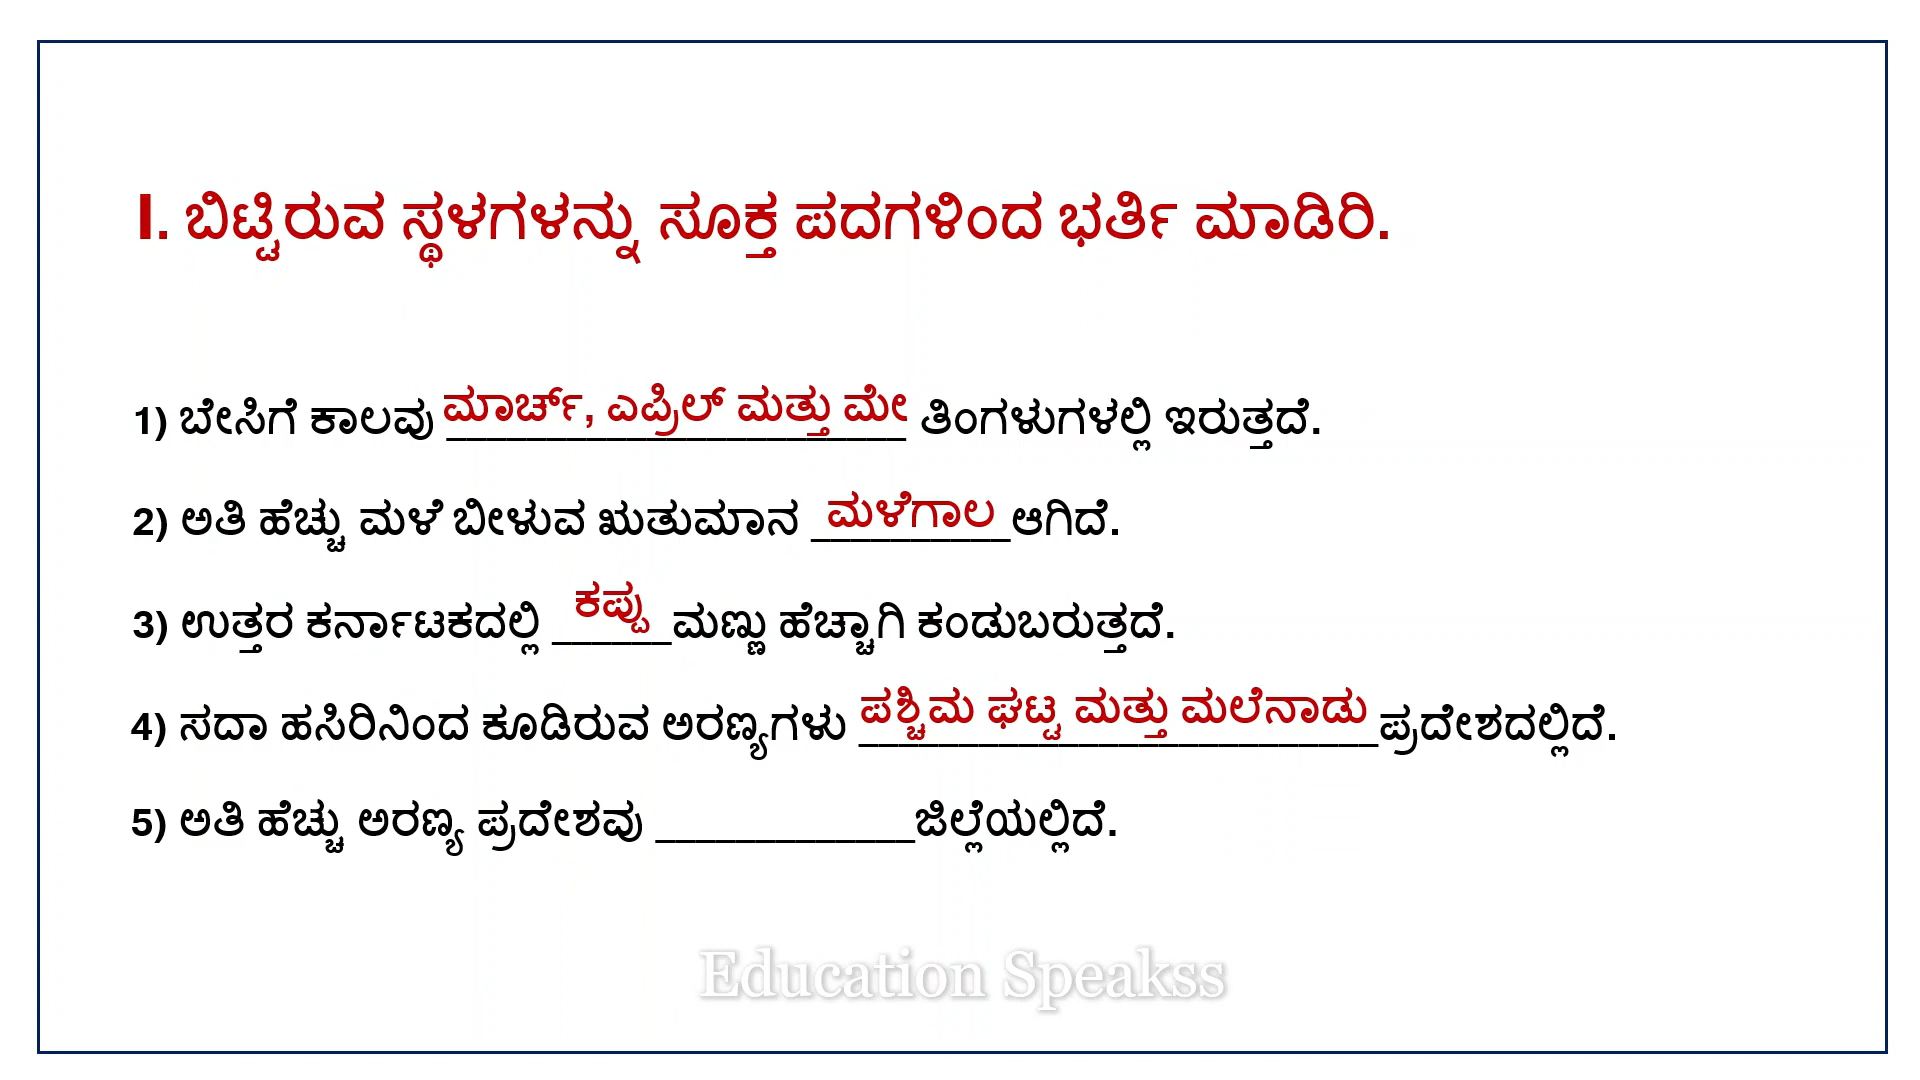 I. ಬಿಟ್ಟಿರುವ ಸ್ಥಳಗಳನ್ನು ಸೂಕ್ತ ಪದಗಳಿಂದ ಭರ್ತಿ ಮಾಡಿರಿ.
1) ಬೇಸಿಗೆ ಕಾಲವು ಮಾರ್ಚ್, ಎಪ್ರಿಲ್ ಮತ್ತು ಮೇ ತಿಂಗಳುಗಳಲ್ಲಿ ಇರುತ್ತದೆ.
2) ಅತಿ ಹೆಚ್ಚು ಮಳೆ ಬೀಳುವ ಋತುಮಾನ ಮಳೆಗಾಲ ಆಗಿದೆ.
3) ಉತ್ತರ ಕರ್ನಾಟಕದಲ್ಲಿ ಕಪ್ಪು ಮಣ್ಣು ಹೆಚ್ಚಾಗಿ ಕಂಡುಬರುತ್ತದೆ.
4) ಸದಾ ಹಸಿರಿನಿಂದ ಕೂಡಿರುವ ಅರಣ್ಯಗಳು ಪಶ್ಚಿಮ ಘಟ್ಟ ಮತ್ತು ಮಲೆನಾಡು ಪ್ರದೇಶದಲ್ಲಿದೆ.
5) ಅತಿ ಹೆಚ್ಚು ಅರಣ್ಯ ಪ್ರದೇಶವು _____________ಜಿಲ್ಲೆಯಲ್ಲಿದೆ.
Education Speakss